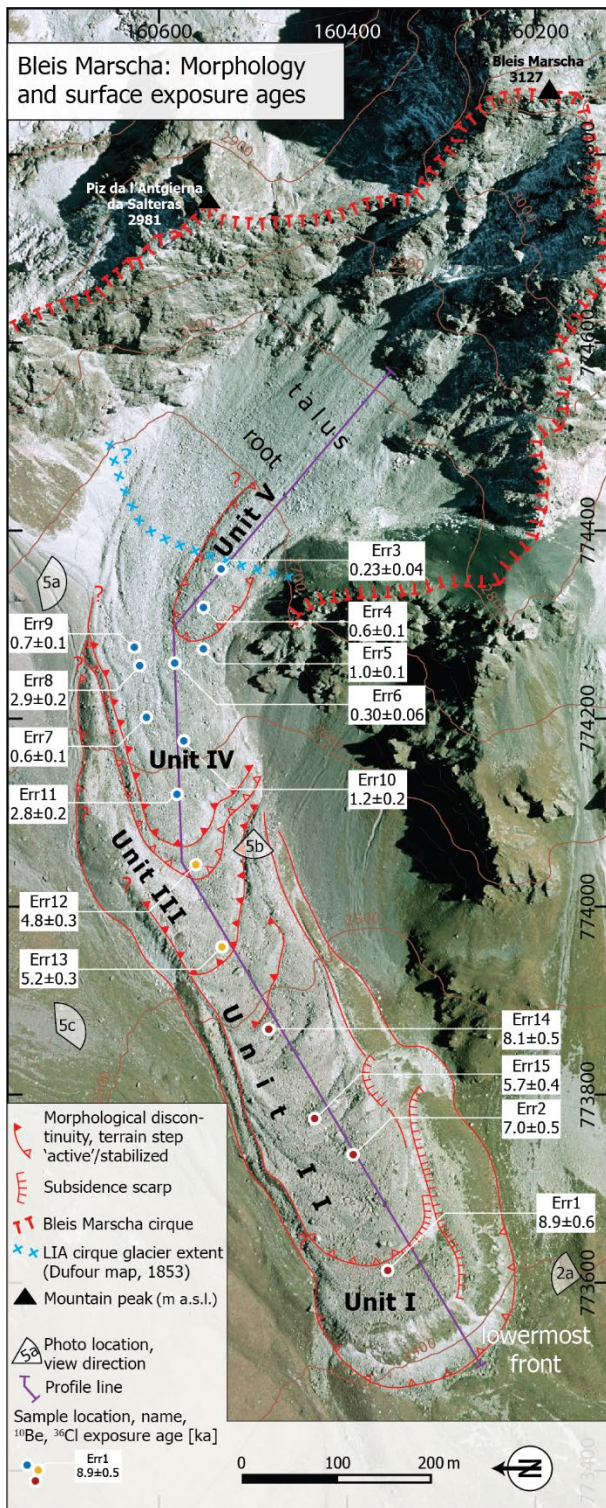 160600
160400
160200
Bleis Marscha: Morphology
and surface exposure ages
Piz Bleis Marscha
3127
Piz da l'Antgierna
da Salteras
2981
2900
774600
talus
root
?
?
Unit V
774400
5a
?
?
Err3
0.23±0.04
Err4
0.6±0.1
Err5
1.0±0.1
Err6
0.30±0.06
Err9
0.7±0.1
Err8
2.9±0.2
Err7
0.6±0.1
774200
Unit IV
Err10
1.2±0.2
Err11
2.8±0.2
5b
Unit III
?
774000
Err12
4.8±0.3
Err13
5.2±0.3
2500
5c
Unit II
Err14
8.1±0.5
Err15
5.7±0.4
Err2
7.0±0.5
773800
Err1
8.9±0.6
2a
773600
Unit I
lowermost
front
2400
Morphological discon-
tinuity, terrain step
'active'/stabilized
Subsidence scarp
Bleis Marscha cirque
LIA cirque glacier extent
(Dufour map, 1853)
Mountain peak (m a.s.l.)
5a
Photo location,
view direction
Profile line
Sample location, name,
¹⁰Be, ³⁶Cl exposure age [ka]
Err1
8.9±0.5
0
100
200 m
N
773400